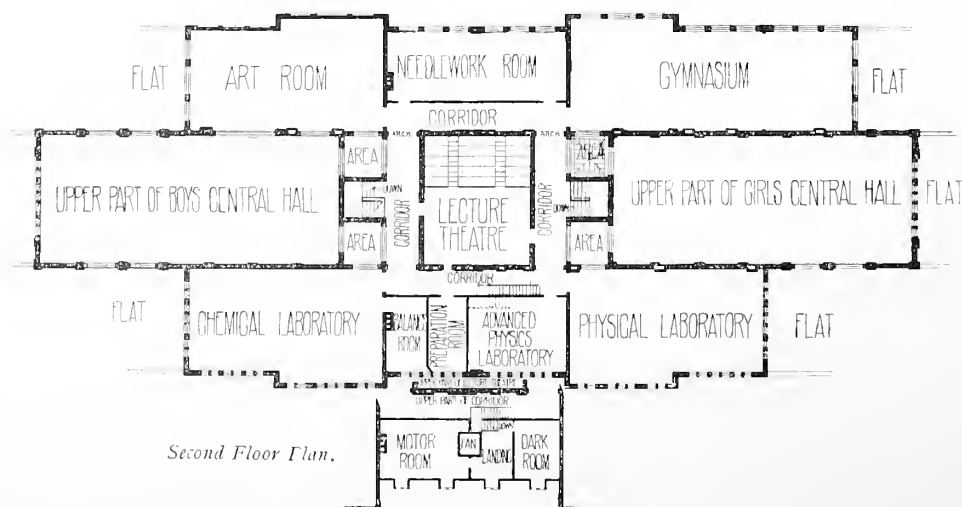 FLAT
ART ROOM
NEEDLEWORK ROOM
GYMNASIUM
FLAT
CORRIDOR
ARCH
ARCH
AREA
AREA
UPPER PART OF BOYS CENTRAL HALL
DOWN
CORRIDOR
LECTURE
THEATRE
CORRIDOR
DOWN
UPPER PART OF GIRLS CENTRAL HALL
FLAT
AREA
AREA
CORRIDOR
FLAT
CHEMICAL LABORATORY
BALANCE
ROOM
PREPARATION
ROOM
ADVANCED
PHYSICS
LABORATORY
PHYSICAL LABORATORY
FLAT
UPPER PART OF CORRIDOR
MOTOR
ROOM
FAN
DOWN
LANDING
DARK
ROOM
Second Floor Plan.